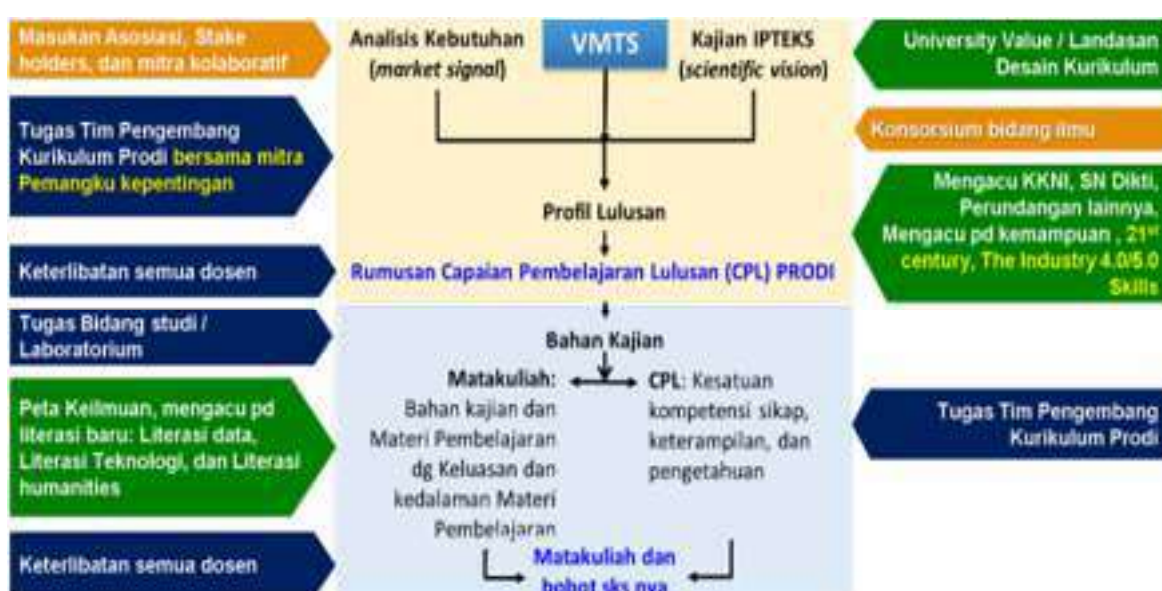 Masukan Asosiasi, Stake
holders, dan mitra kolaboratif
Tugas Tim Pengembang
Kurikulum Prodi bersama mitra
Pemangku kepentingan
Keterlibatan semua dosen
Tugas Bidang studi /
Laboratorium
Peta Keilmuan, mengacu pd
literasi baru: Literasi data,
Literasi Teknologi, dan Literasi
humanities
Keterlibatan semua dosen
Analisis Kebutuhan
(market signal)
VMTS
Kajian IPTEKS
(scientific vision)
Profil Lulusan
Rumusan Capaian Pembelajaran Lulusan (CPL) PRODI
Bahan Kajian
Matakuliah:
Bahan kajian dan
Materi Pembelajaran
dg Keluasan dan
kedalaman Materi
Pembelajaran
CPL: Kesatuan
kompetensi sikap,
keterampilan, dan
pengetahuan
Matakuliah dan
bobot sks nya
University Value / Landasan
Desain Kurikulum
Konsorsium bidang ilmu
Mengacu KKNI, SN Dikti,
Perundangan lainnya,
Mengacu pd kemampuan , 21st
century, The Industry 4.0/5.0
Skills
Tugas Tim Pengembang
Kurikulum Prodi